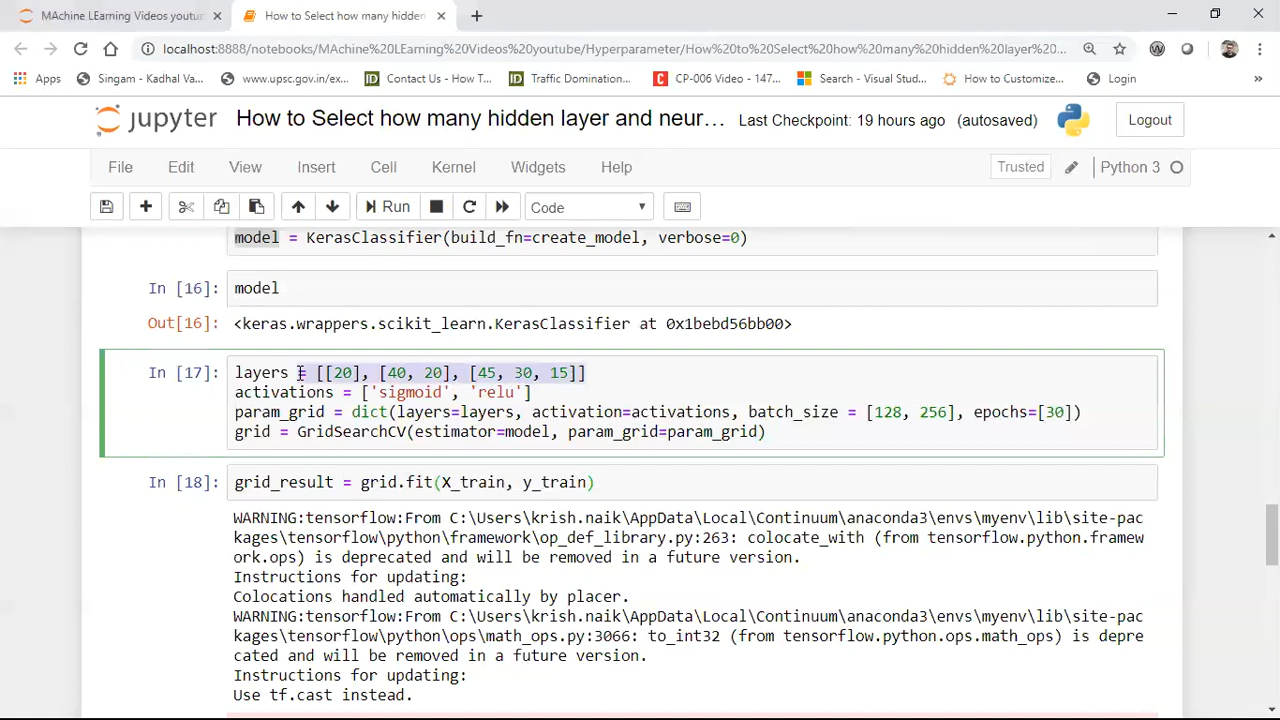 MAchine LEarning Videos youtub
How to Select how many hidden
localhost:8888/notebooks/MAchine%20LEarning%20Videos%20youtube/Hyperparameter/How%20to%20Select%20how%20many%20hidden%20layer%20...
Apps
Singam - Kadhal Va...
www.upsc.gov.in/ex...
Contact Us - How T...
Traffic Domination...
CP-006 Video - 147...
Search - Visual Stud...
How to Customize...
Login
»
jupyter
How to Select how many hidden layer and neur...
Last Checkpoint: 19 hours ago
(autosaved)
Logout
File
Edit
View
Insert
Cell
Kernel
Widgets
Help
Trusted
Python 3
Run
Code
model = KerasClassifier(build_fn=create_model, verbose=0)
In [16]: model
Out[16]: <keras.wrappers.scikit_learn.KerasClassifier at 0x1bebd56bb00>
In [17]: layers = [[20], [40, 20], [45, 30, 15]]
activations = ['sigmoid', 'relu']
param_grid = dict(layers=layers, activation=activations, batch_size = [128, 256], epochs=[30])
grid = GridSearchCV(estimator=model, param_grid=param_grid)
In [18]: grid_result = grid.fit(X_train, y_train)
WARNING:tensorflow:From C:\Users\krish.naik\AppData\Local\Continuum\anaconda3\envs\myenv\lib\site-pac
kages\tensorflow\python\framework\op_def_library.py:263: colocate_with (from tensorflow.python.framew
ork.ops) is deprecated and will be removed in a future version.
Instructions for updating:
Colocations handled automatically by placer.
WARNING:tensorflow:From C:\Users\krish.naik\AppData\Local\Continuum\anaconda3\envs\myenv\lib\site-pac
kages\tensorflow\python\ops\math_ops.py:3066: to_int32 (from tensorflow.python.ops.math_ops) is depre
cated and will be removed in a future version.
Instructions for updating:
Use tf.cast instead.